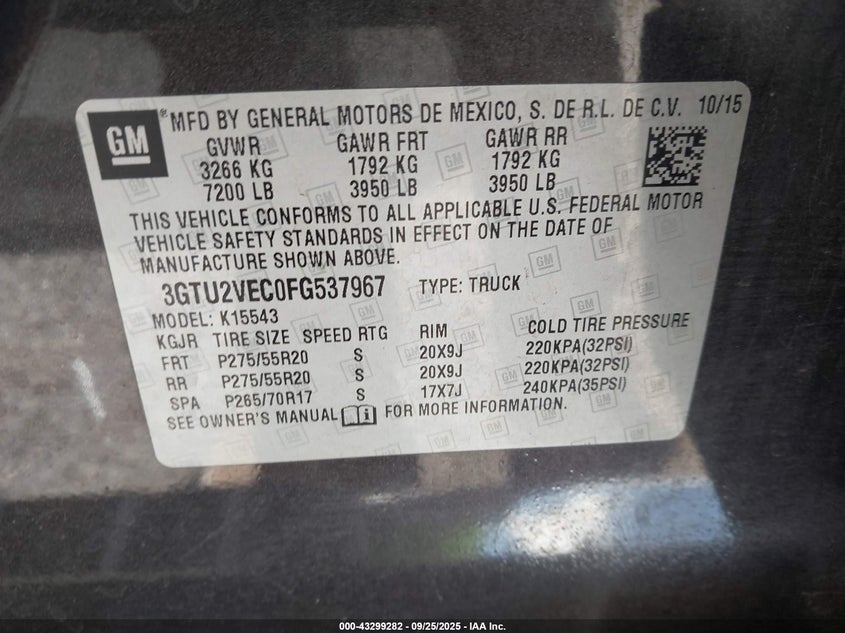 GM ® MFD BY GENERAL MOTORS DE MEXICO, S. DE R.L. DE C.V. 10/15
GVWR GAWR FRT GAWR RR
3266 KG 1792 KG 1792 KG
7200 LB 3950 LB 3950 LB
THIS VEHICLE CONFORMS TO ALL APPLICABLE U.S. FEDERAL MOTOR
VEHICLE SAFETY STANDARDS IN EFFECT ON THE DATE OF
MANUFACTURE SHOWN ABOVE.
3GTU2VEC0FG537967 TYPE: TRUCK
MODEL: K15543
KGJR TIRE SIZE SPEED RTG RIM COLD TIRE PRESSURE
FRT P275/55R20 S 20X9J 220KPA(32PSI)
RR P275/55R20 S 20X9J 220KPA(32PSI)
SPA P265/70R17 S 17X7J 240KPA(35PSI)
SEE OWNER'S MANUAL FOR MORE INFORMATION.
000-43299282 - 09/25/2025 - IAA Inc.